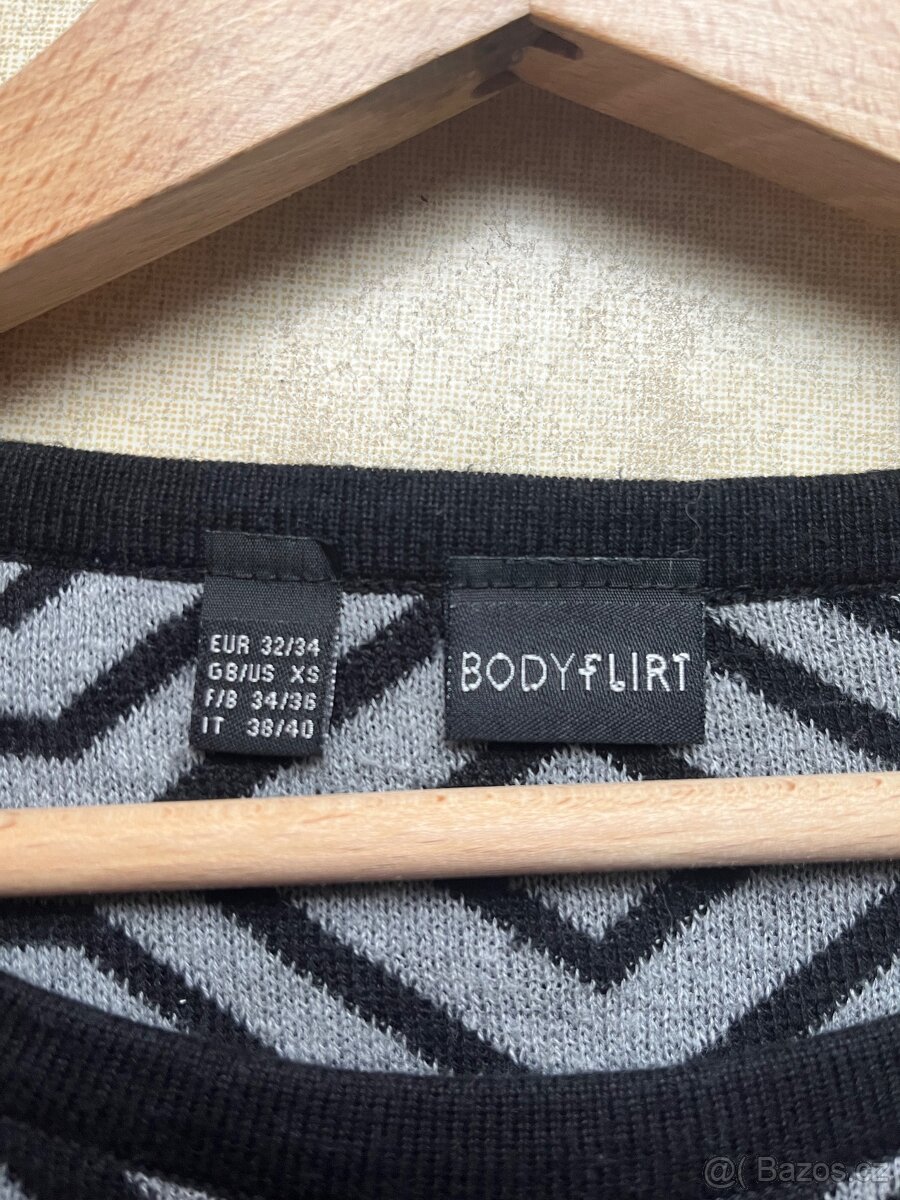 EUR 32/34
GB/US XS
F/B 34/36
IT 38/40
BODYFLIRT
@( Bazos.cz